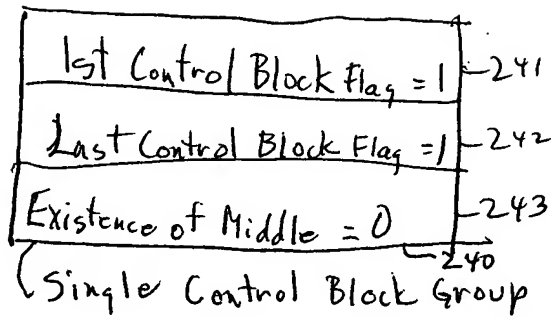 1st Control Block Flag = 1 241
Last Control Block Flag = 1 242
Existence of Middle = 0 243
240
Single Control Block Group